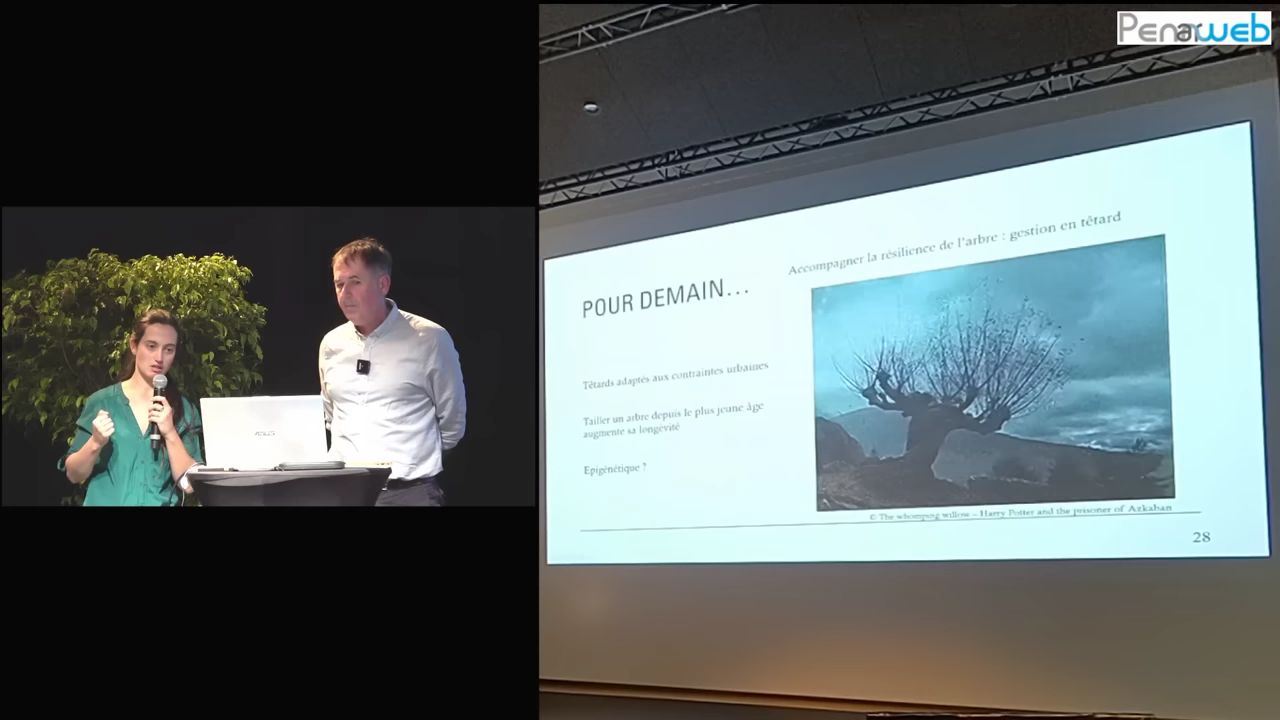 Penarweb
Accompagner la résilience de l'arbre : gestion en têtard
POUR DEMAIN...
Têtards adaptés aux contraintes urbaines
Tailler un arbre depuis le plus jeune âge
augmente sa longévité
Epigénétique ?
© The whomping willow – Harry Potter and the prisoner of Azkaban
28
ASUS